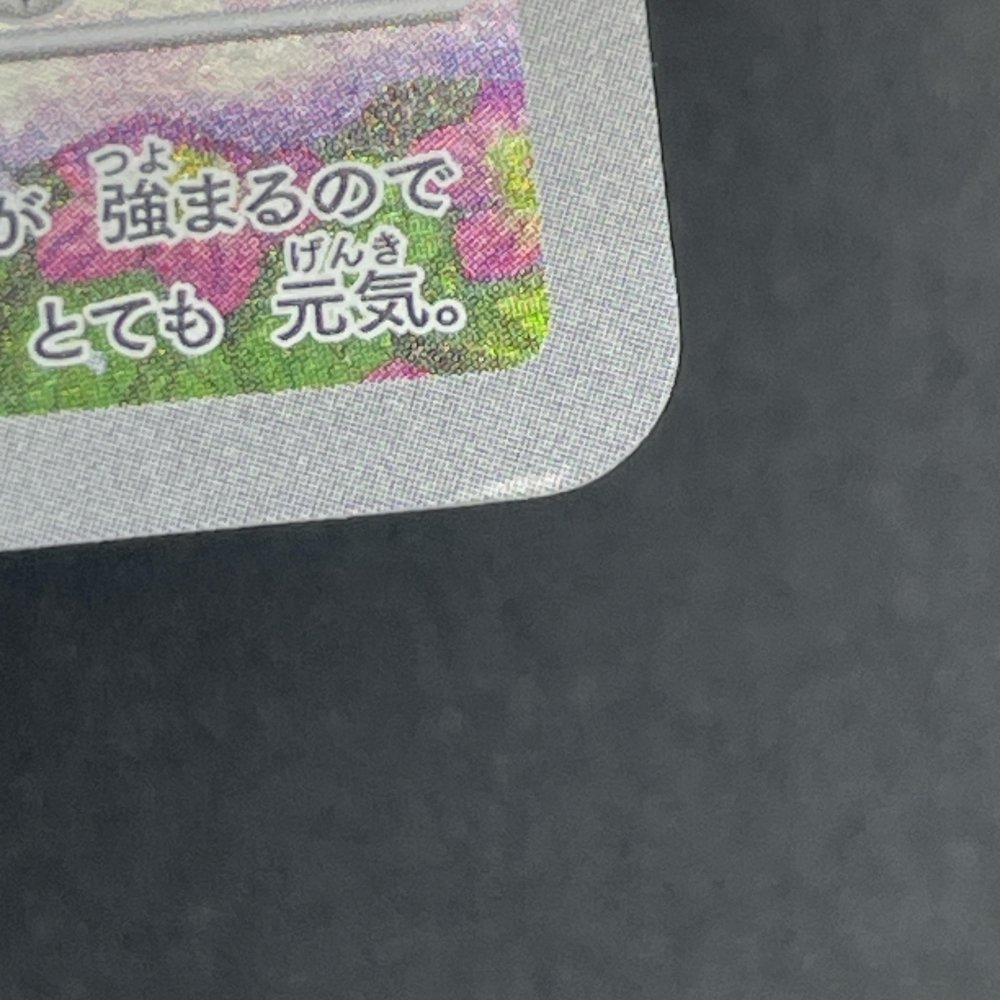 が 強まるので
とても 元気。